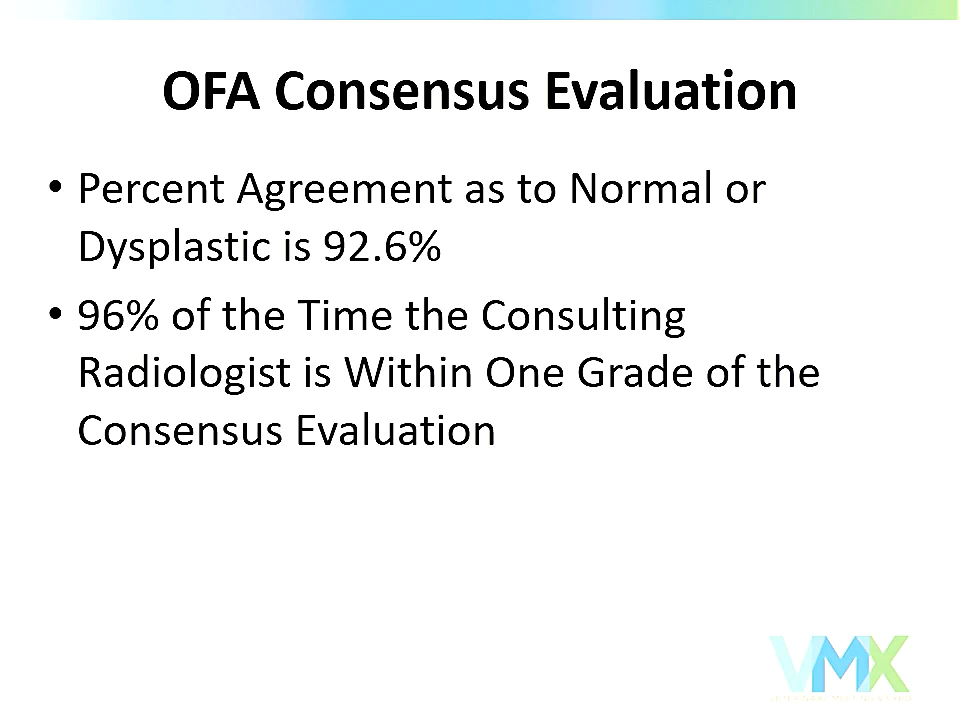 OFA Consensus Evaluation
• Percent Agreement as to Normal or
Dysplastic is 92.6%
• 96% of the Time the Consulting
Radiologist is Within One Grade of the
Consensus Evaluation
VMX